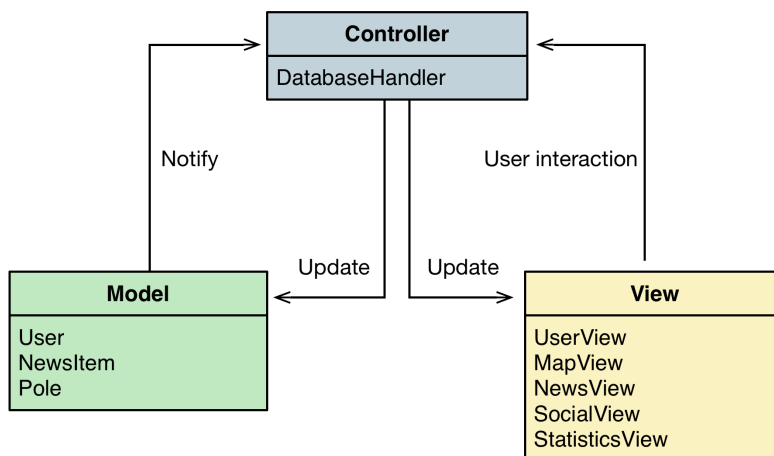 Controller
DatabaseHandler
Notify
User interaction
Update
Update
Model
User
NewsItem
Pole
View
UserView
MapView
NewsView
SocialView
StatisticsView